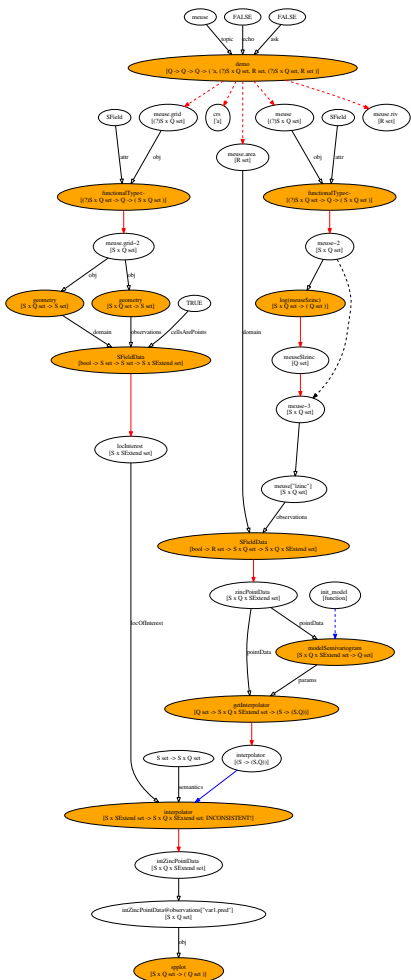 meuse
FALSE
FALSE
topic
echo
ask
demo
[Q -> Q -> Q -> ( 'a, (?)S x Q set, R set, (?)S x Q set, R set )]
SField
meuse.grid
[(?)S x Q set]
crs
['a]
meuse
[(?)S x Q set]
SField
meuse.riv
[R set]
meuse.area
[R set]
attr
obj
obj
attr
functionalType<-
[(?)S x Q set -> Q -> ( S x Q set )]
functionalType<-
[(?)S x Q set -> Q -> ( S x Q set )]
meuse.grid~2
[S x Q set]
meuse~2
[S x Q set]
obj
obj
geometry
[S x Q set -> S set]
geometry
[S x Q set -> S set]
TRUE
log(meuse$zinc)
[S x Q set -> ( Q set )]
domain
observations
cellsArePoints
domain
SFieldData
[bool -> S set -> S set -> S x SExtend set]
meuse$lzinc
[Q set]
meuse~3
[S x Q set]
locInterest
[S x SExtend set]
meuse["lzinc"]
[S x Q set]
observations
SFieldData
[bool -> R set -> S x Q set -> S x Q x SExtend set]
zincPointData
[S x Q x SExtend set]
init_model
[function]
locOfInterest
pointData
pointData
modelSemivariogram
[S x Q x SExtend set -> Q set]
params
getInterpolator
[Q set -> S x Q x SExtend set -> (S -> (S,Q))]
S set -> S x Q set
interpolator
[(S -> (S,Q))]
semantics
interpolator
[S x SExtend set -> S x Q x SExtend set: INCONSISTENT!]
intZincPointData
[S x Q x SExtend set]
intZincPointData@observations["var1.pred"]
[S x Q set]
obj
spplot
[S x Q set -> ( Q set )]